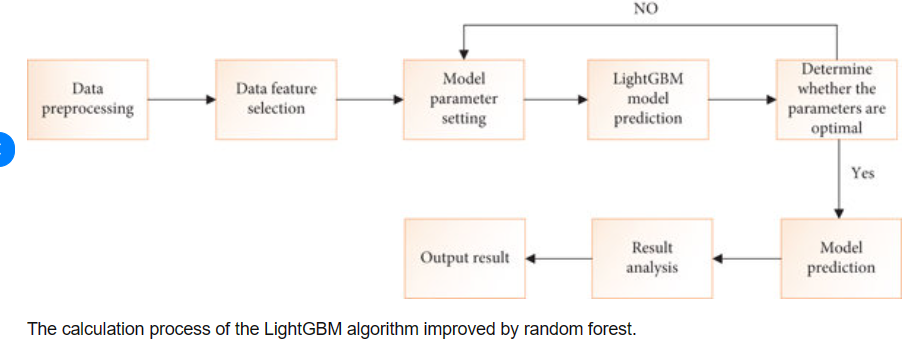 NO
Data
preprocessing
Data feature
selection
Model
parameter
setting
LightGBM
model
prediction
Determine
whether the
parameters are
optimal
Yes
Model
prediction
Result
analysis
Output result
The calculation process of the LightGBM algorithm improved by random forest.